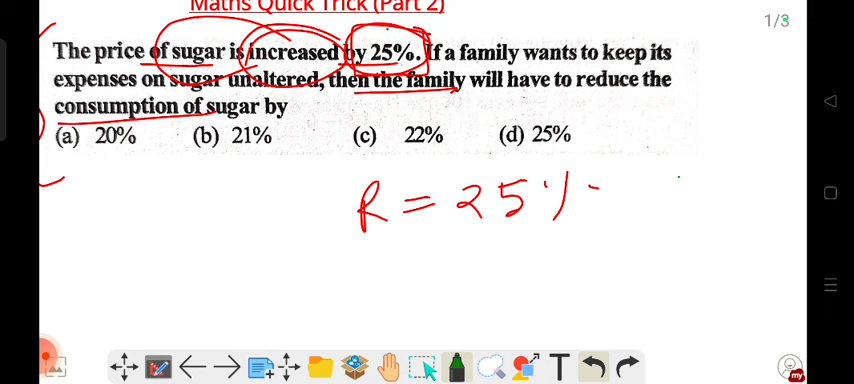 Maths Quick Trick (Part 2)
1/3
The price of sugar is increased by 25%. If a family wants to keep its
expenses on sugar unaltered, then the family will have to reduce the
consumption of sugar by
(a) 20% (b) 21% (c) 22% (d) 25%
R = 25%
T
my